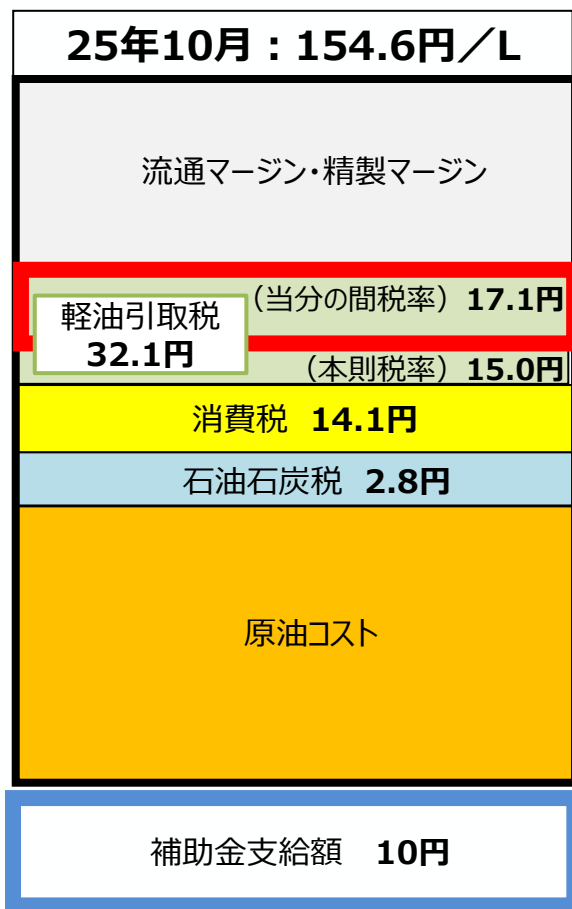 25年10月：154.6円／L
流通マージン・精製マージン
（当分の間税率）17.1円
軽油引取税
32.1円
（本則税率）15.0円
消費税 14.1円
石油石炭税 2.8円
原油コスト
補助金支給額 10円